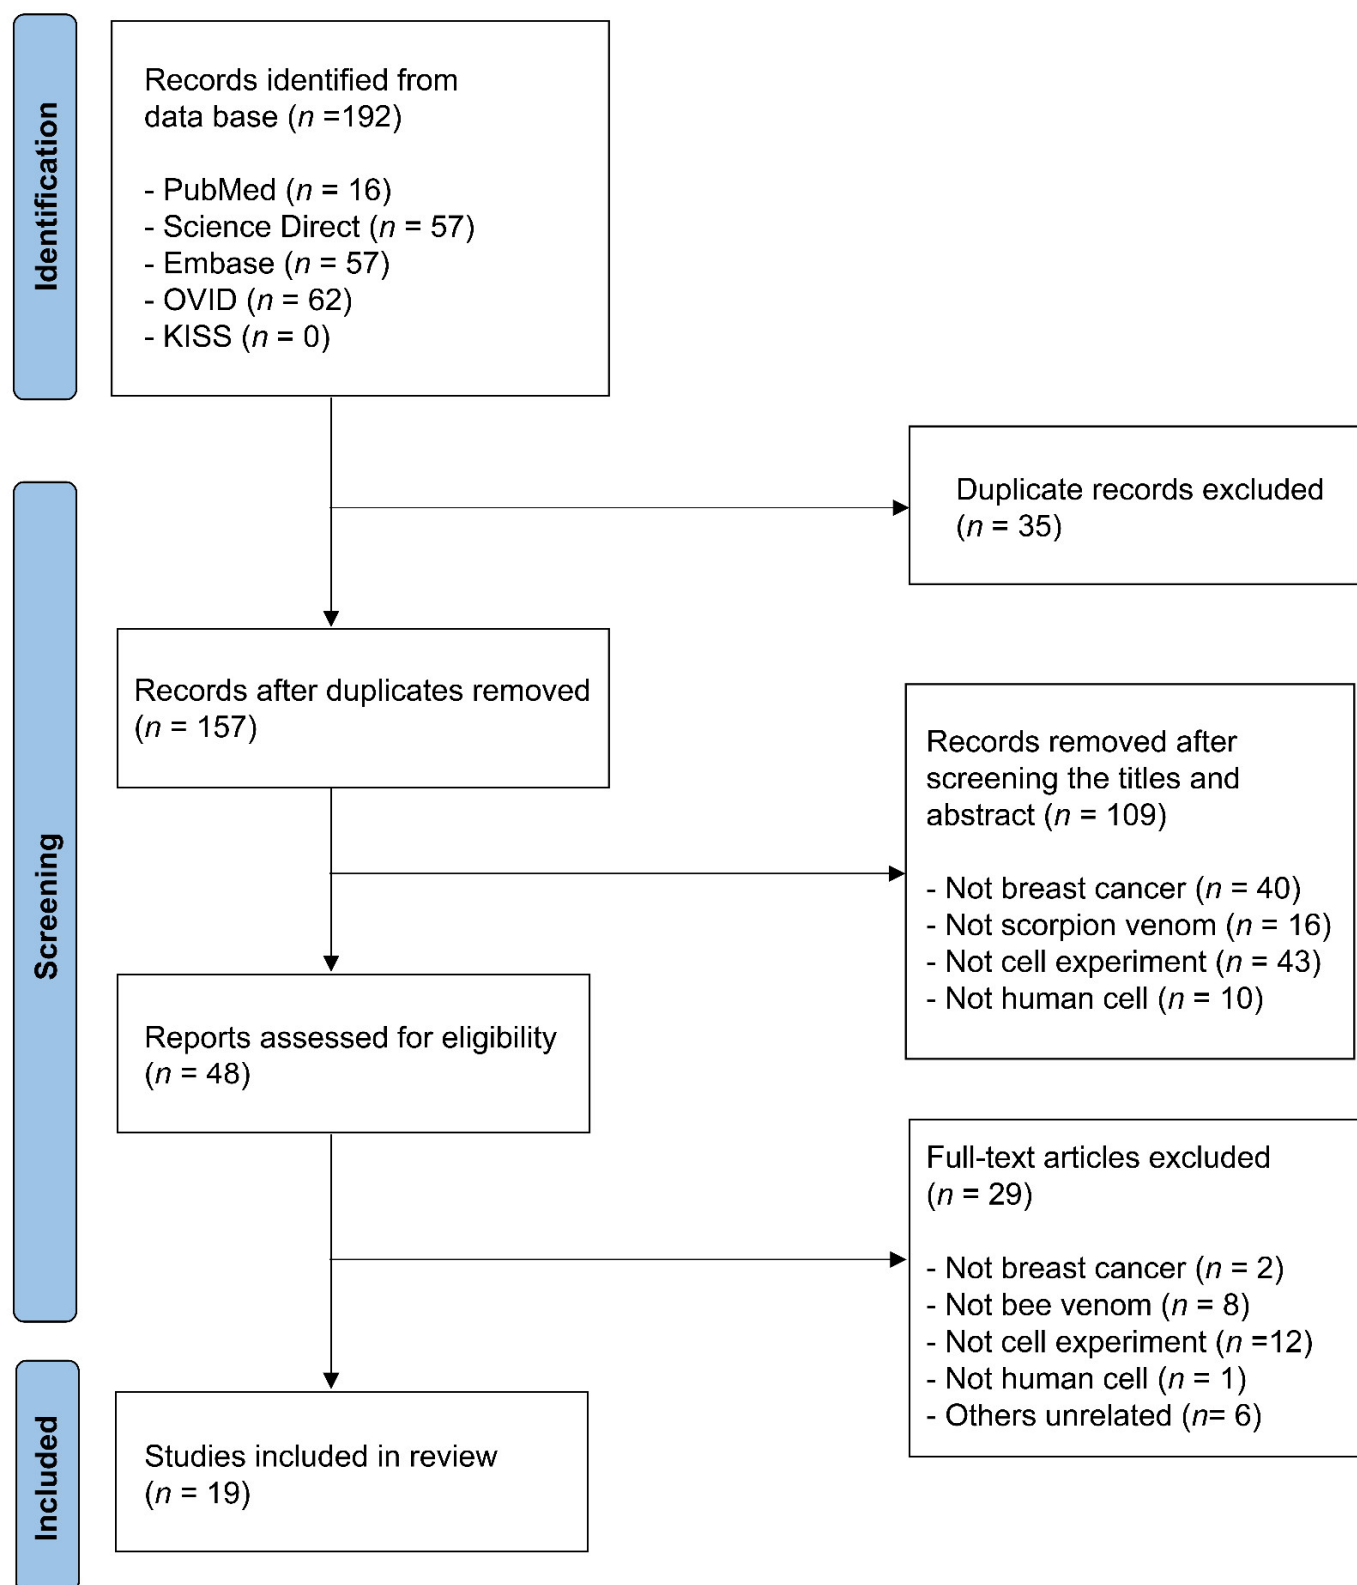 Identification
Records identified from
data base (n =192)
- PubMed (n = 16)
- Science Direct (n = 57)
- Embase (n = 57)
- OVID (n = 62)
- KISS (n = 0)
Duplicate records excluded
(n = 35)
Screening
Records after duplicates removed
(n = 157)
Records removed after
screening the titles and
abstract (n = 109)
- Not breast cancer (n = 40)
- Not scorpion venom (n = 16)
- Not cell experiment (n = 43)
- Not human cell (n = 10)
Reports assessed for eligibility
(n = 48)
Full-text articles excluded
(n = 29)
- Not breast cancer (n = 2)
- Not bee venom (n = 8)
- Not cell experiment (n =12)
- Not human cell (n = 1)
- Others unrelated (n= 6)
Included
Studies included in review
(n = 19)